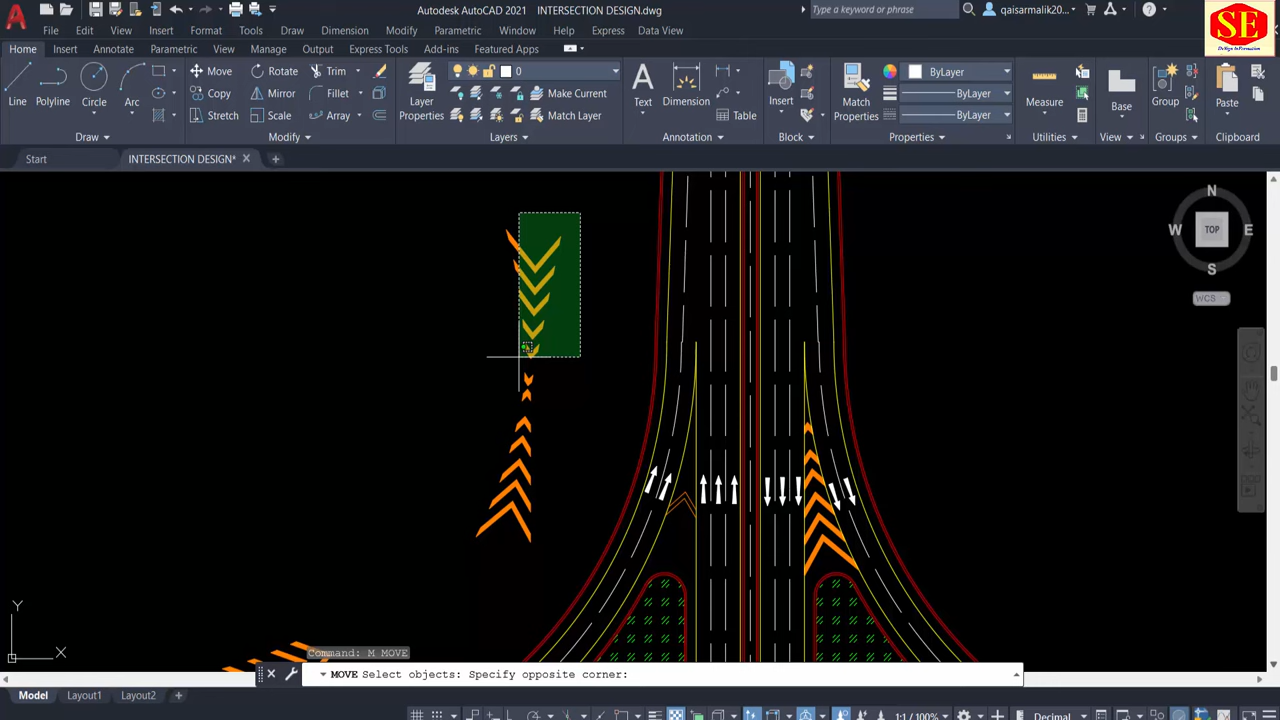 Autodesk AutoCAD 2021 INTERSECTION DESIGN.dwg
Type a keyword or phrase
qaisarmalik20...
SE
Design InFormation
File Edit View Insert Format Tools Draw Dimension Modify Parametric Window Help Express Data View
Home Insert Annotate Parametric View Manage Output Express Tools Add-ins Featured Apps
Line Polyline Circle Arc
Move Rotate Trim
Copy Mirror Fillet
Stretch Scale Array
Layer Properties
0
Make Current
Match Layer
Text Dimension Table
Insert
Match Properties
ByLayer
ByLayer
ByLayer
Measure
Base
Group
Paste
Draw Modify Layers Annotation Block Properties Utilities View Groups Clipboard
Start INTERSECTION DESIGN*
N
W TOP E
S
WCS
Y
X
Command: M MOVE
MOVE Select objects: Specify opposite corner:
Model Layout1 Layout2
1:1 / 100% Decimal